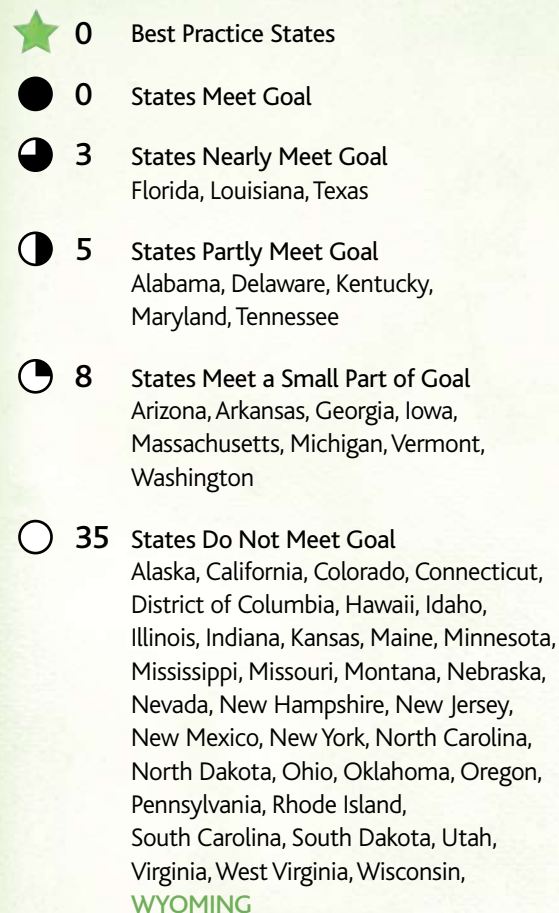 0 Best Practice States
0 States Meet Goal
3 States Nearly Meet Goal
Florida, Louisiana, Texas
5 States Partly Meet Goal
Alabama, Delaware, Kentucky,
Maryland, Tennessee
8 States Meet a Small Part of Goal
Arizona, Arkansas, Georgia, Iowa,
Massachusetts, Michigan, Vermont,
Washington
35 States Do Not Meet Goal
Alaska, California, Colorado, Connecticut,
District of Columbia, Hawaii, Idaho,
Illinois, Indiana, Kansas, Maine, Minnesota,
Mississippi, Missouri, Montana, Nebraska,
Nevada, New Hampshire, New Jersey,
New Mexico, New York, North Carolina,
North Dakota, Ohio, Oklahoma, Oregon,
Pennsylvania, Rhode Island,
South Carolina, South Dakota, Utah,
Virginia, West Virginia, Wisconsin,
WYOMING